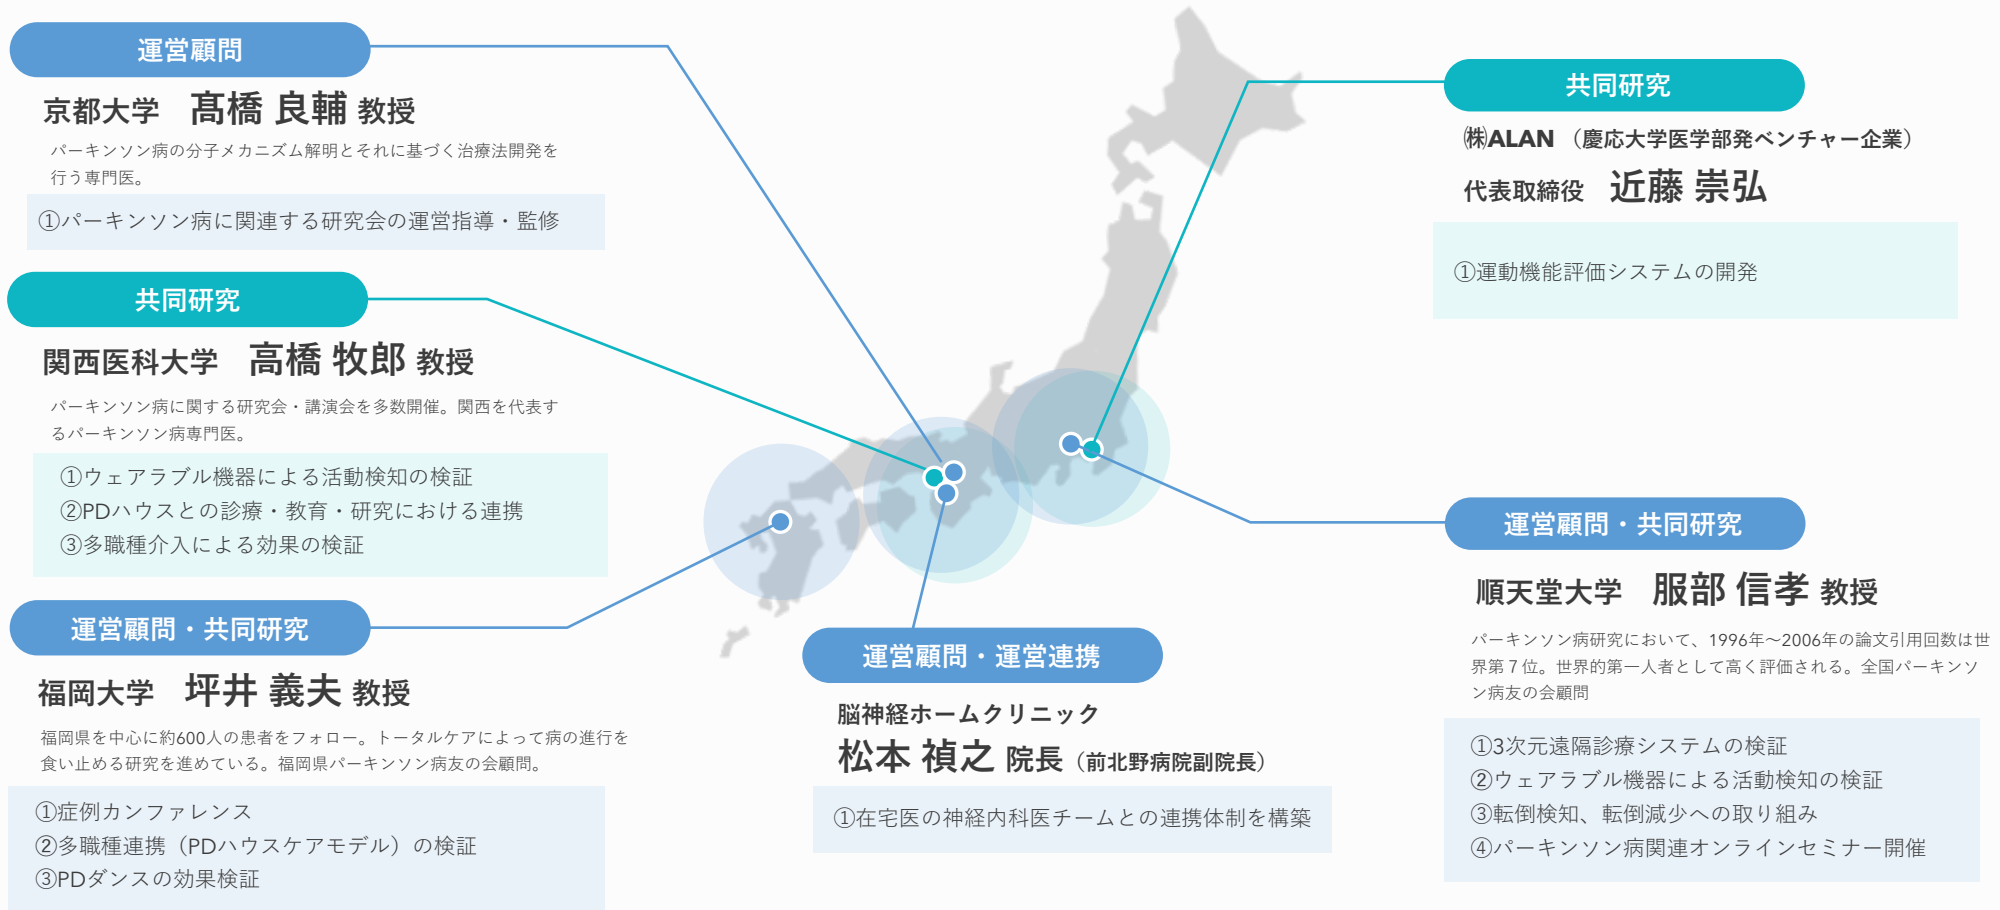 運営顧問
京都大学 髙橋 良輔 教授
パーキンソン病の分子メカニズム解明とそれに基づく治療法開発を
行う専門医。
①パーキンソン病に関連する研究会の運営指導・監修
共同研究
関西医科大学 高橋 牧郎 教授
パーキンソン病に関する研究会・講演会を多数開催。関西を代表す
るパーキンソン病専門医。
①ウェアラブル機器による活動検知の検証
②PDハウスとの診療・教育・研究における連携
③多職種介入による効果の検証
運営顧問・共同研究
福岡大学 坪井 義夫 教授
福岡県を中心に約600人の患者をフォロー。トータルケアによって病の進行を
食い止める研究を進めている。福岡県パーキンソン病友の会顧問。
①症例カンファレンス
②多職種連携（PDハウスケアモデル）の検証
③PDダンスの効果検証
運営顧問・運営連携
脳神経ホームクリニック
松本 禎之 院長（前北野病院副院長）
①在宅医の神経内科医チームとの連携体制を構築
共同研究
㈱ALAN （慶応大学医学部発ベンチャー企業）
代表取締役 近藤 崇弘
①運動機能評価システムの開発
運営顧問・共同研究
順天堂大学 服部 信孝 教授
パーキンソン病研究において、1996年～2006年の論文引用回数は世
界第７位。世界的第一人者として高く評価される。全国パーキンソ
ン病友の会顧問
①3次元遠隔診療システムの検証
②ウェアラブル機器による活動検知の検証
③転倒検知、転倒減少への取り組み
④パーキンソン病関連オンラインセミナー開催